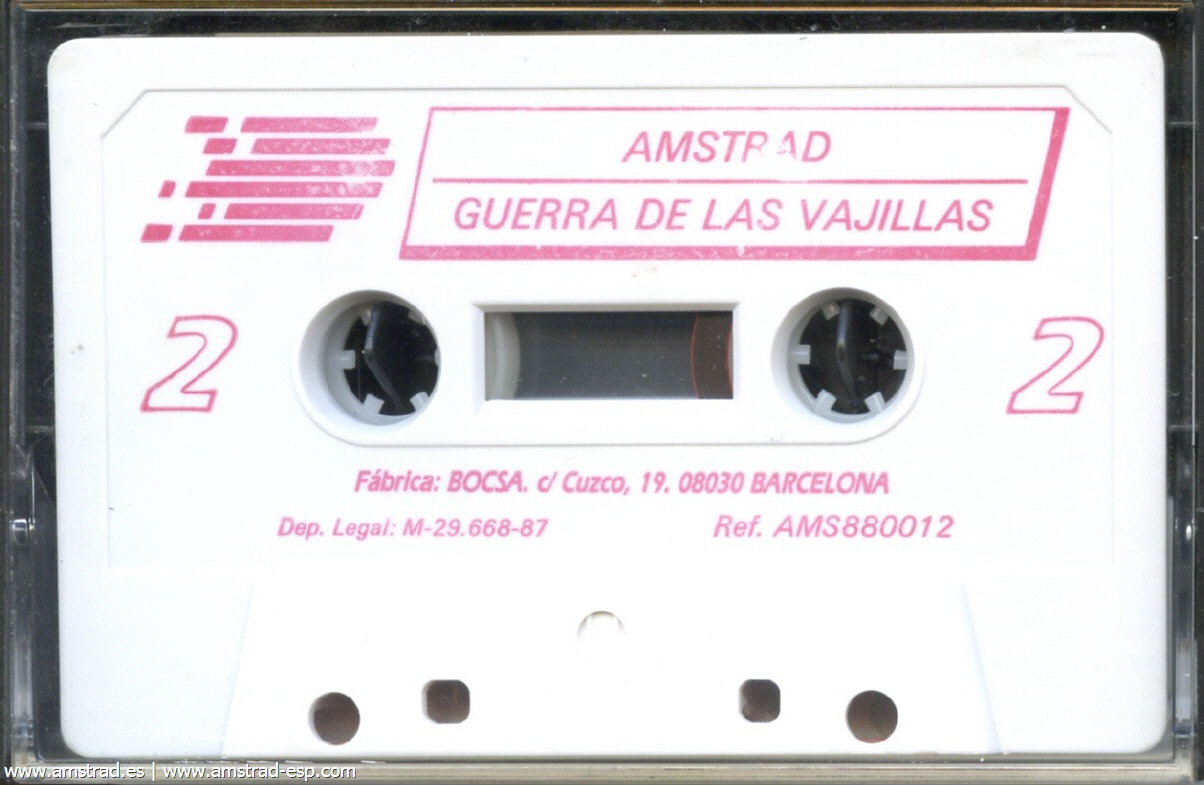 AMSTRAD
GUERRA DE LAS VAJILLAS
2 2
Fábrica: BOCSA. c/ Cuzco, 19. 08030 BARCELONA
Dep. Legal: M-29.668-87 Ref. AMS880012
www.amstrad.es | www.amstrad-esp.com